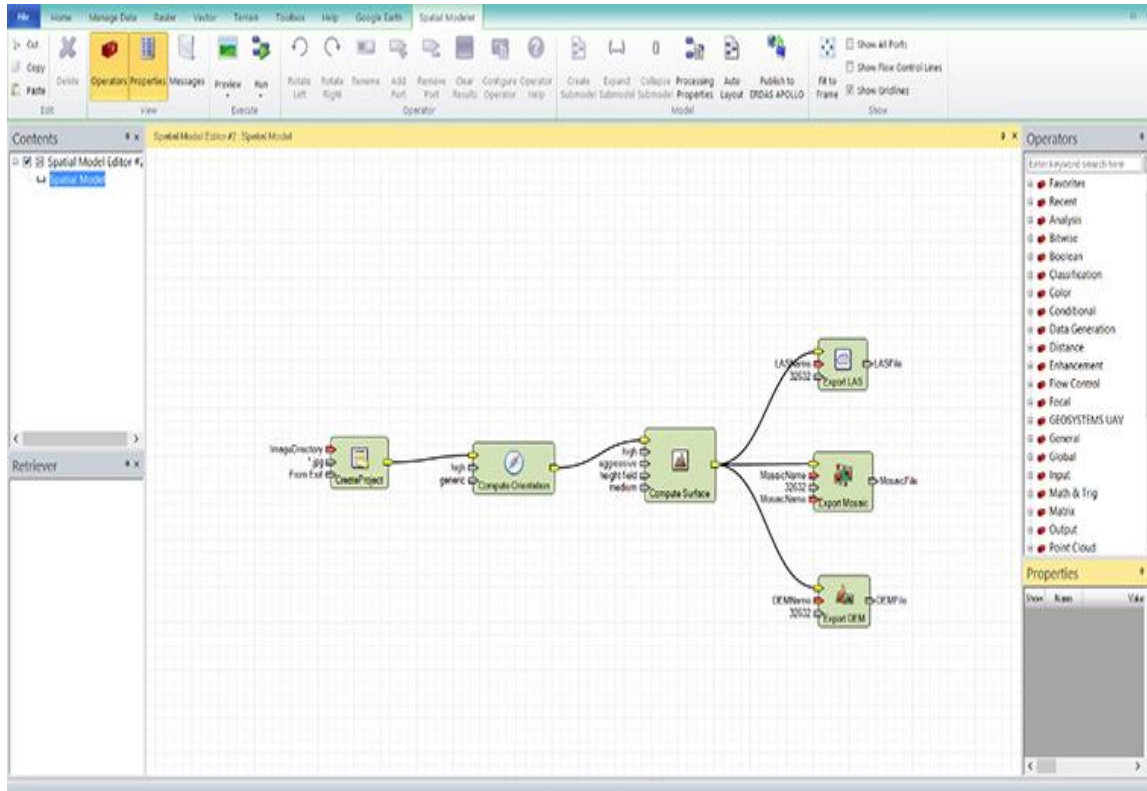 File Home Manage Data Raster Vector Terrain Toolbox Help Google Earth Spatial Modeler
Cut
Copy
Paste
Delete
Edit
Operators Properties Messages
View
Preview Run
Execute
Rotate Left
Rotate Right
Rename
Add Port
Remove Port
Clear Results
Configure Operator
Operator Help
Operator
Create Submodel
Expand Submodel
Collapse Submodel
Processing Properties
Auto Layout
Publish to ERDAS APOLLO
Model
Fit to Frame
Show All Ports
Show Flow Control Lines
Show Gridlines
Show
Contents
Spatial Model Editor #2
Spatial Model
Retriever
Spatial Model Editor #2 : Spatial Model
ImageDirectory
*.jpg
From Exif
CreateProject
high
generic
Compute Orientation
high
aggressive
height field
medium
Compute Surface
LASName
32632
Export LAS
LASFile
MosaicName
32632
MosaicName
Export Mosaic
MosaicFile
DEMName
32632
Export DEM
DEMFile
Operators
Enter keyword search here
Favorites
Recent
Analysis
Bitwise
Boolean
Classification
Color
Conditional
Data Generation
Distance
Enhancement
Flow Control
Focal
GEOSYSTEMS UAV
General
Global
Input
Math & Trig
Matrix
Output
Point Cloud
Properties
Show Name Value